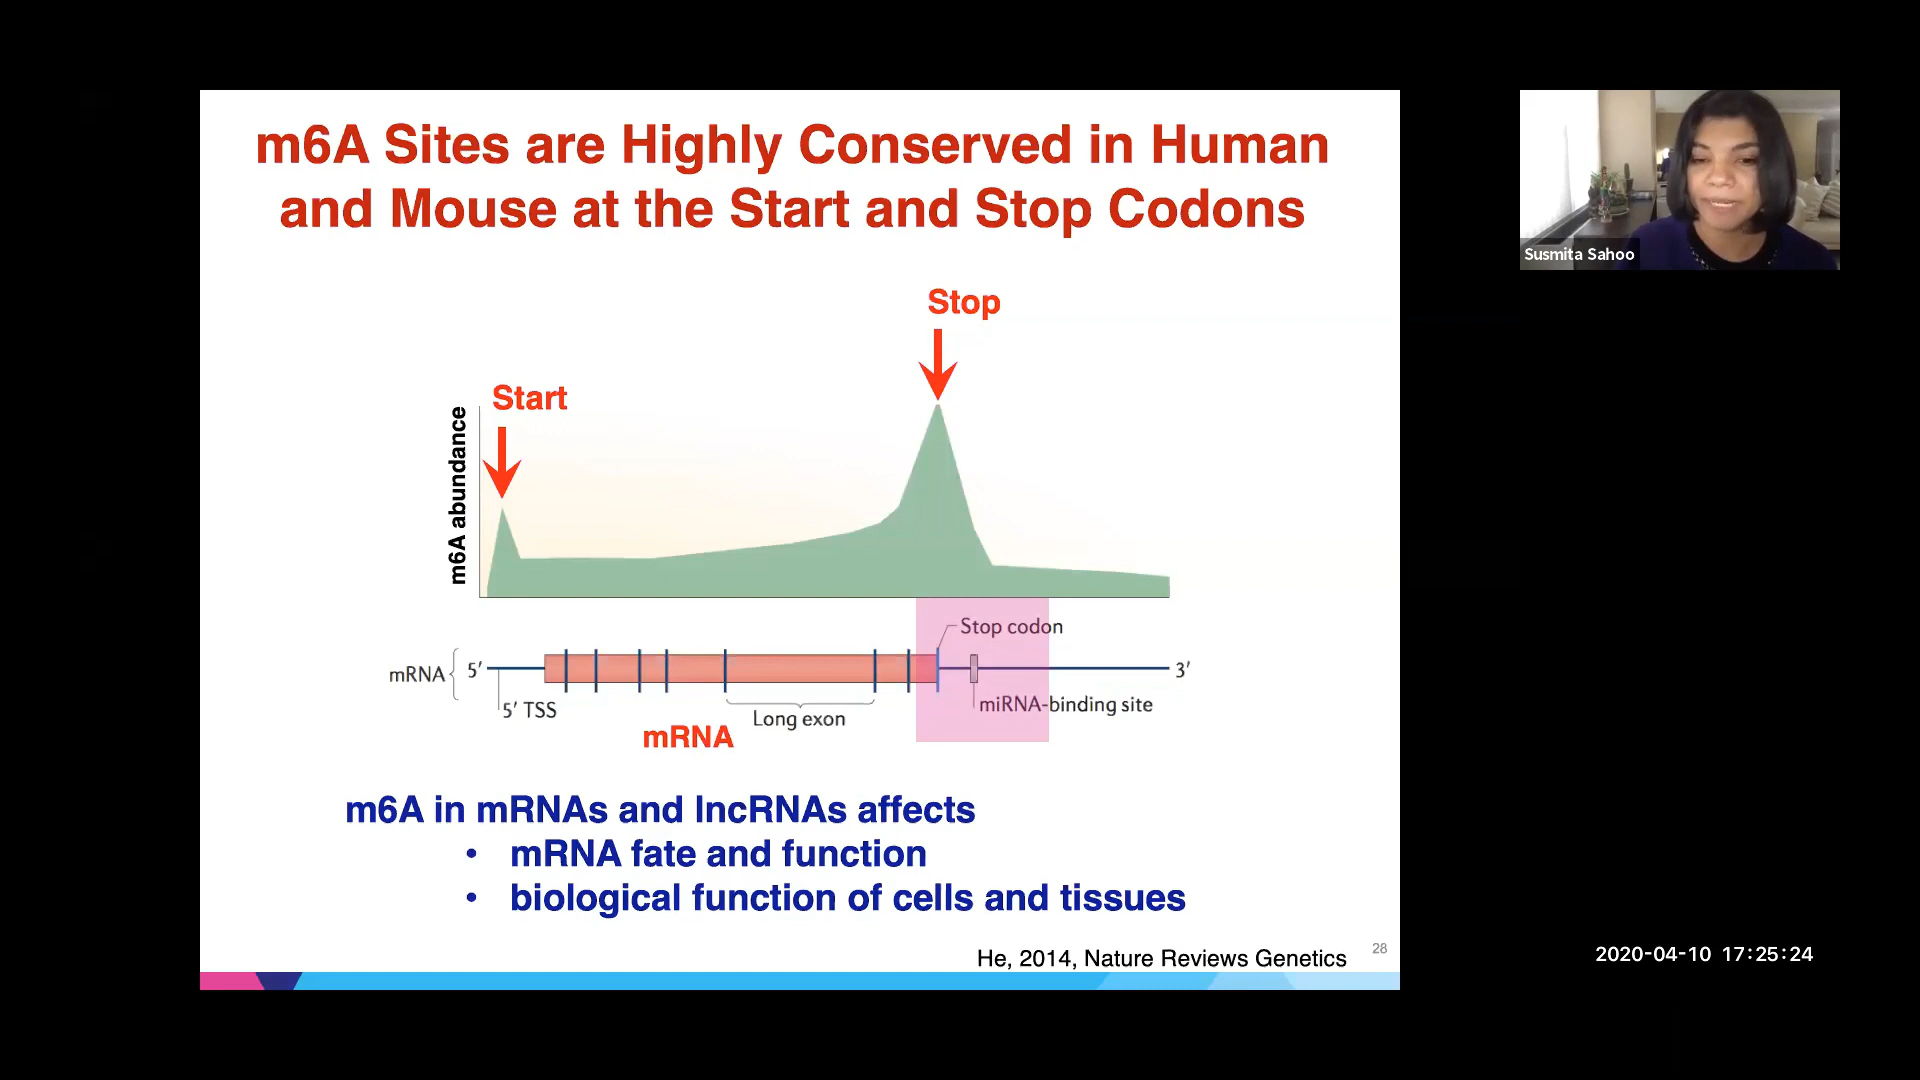 m6A Sites are Highly Conserved in Human
and Mouse at the Start and Stop Codons
Susmita Sahoo
Stop
Start
m6A abundance
Stop codon
mRNA
5′
3′
5′ TSS
Long exon
miRNA-binding site
mRNA
m6A in mRNAs and lncRNAs affects
• mRNA fate and function
• biological function of cells and tissues
He, 2014, Nature Reviews Genetics
28
2020-04-10 17:25:24